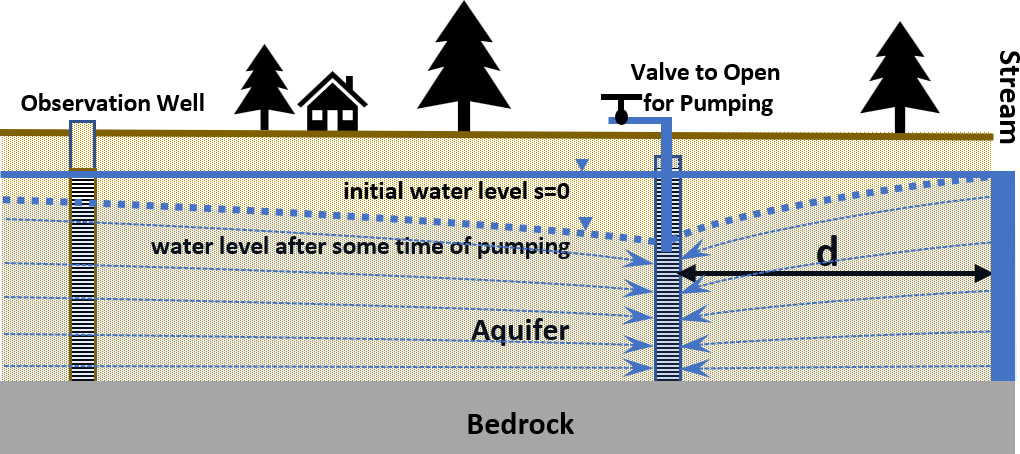 Observation Well
Valve to Open
for Pumping
Stream
initial water level s=0
water level after some time of pumping
d
Aquifer
Bedrock